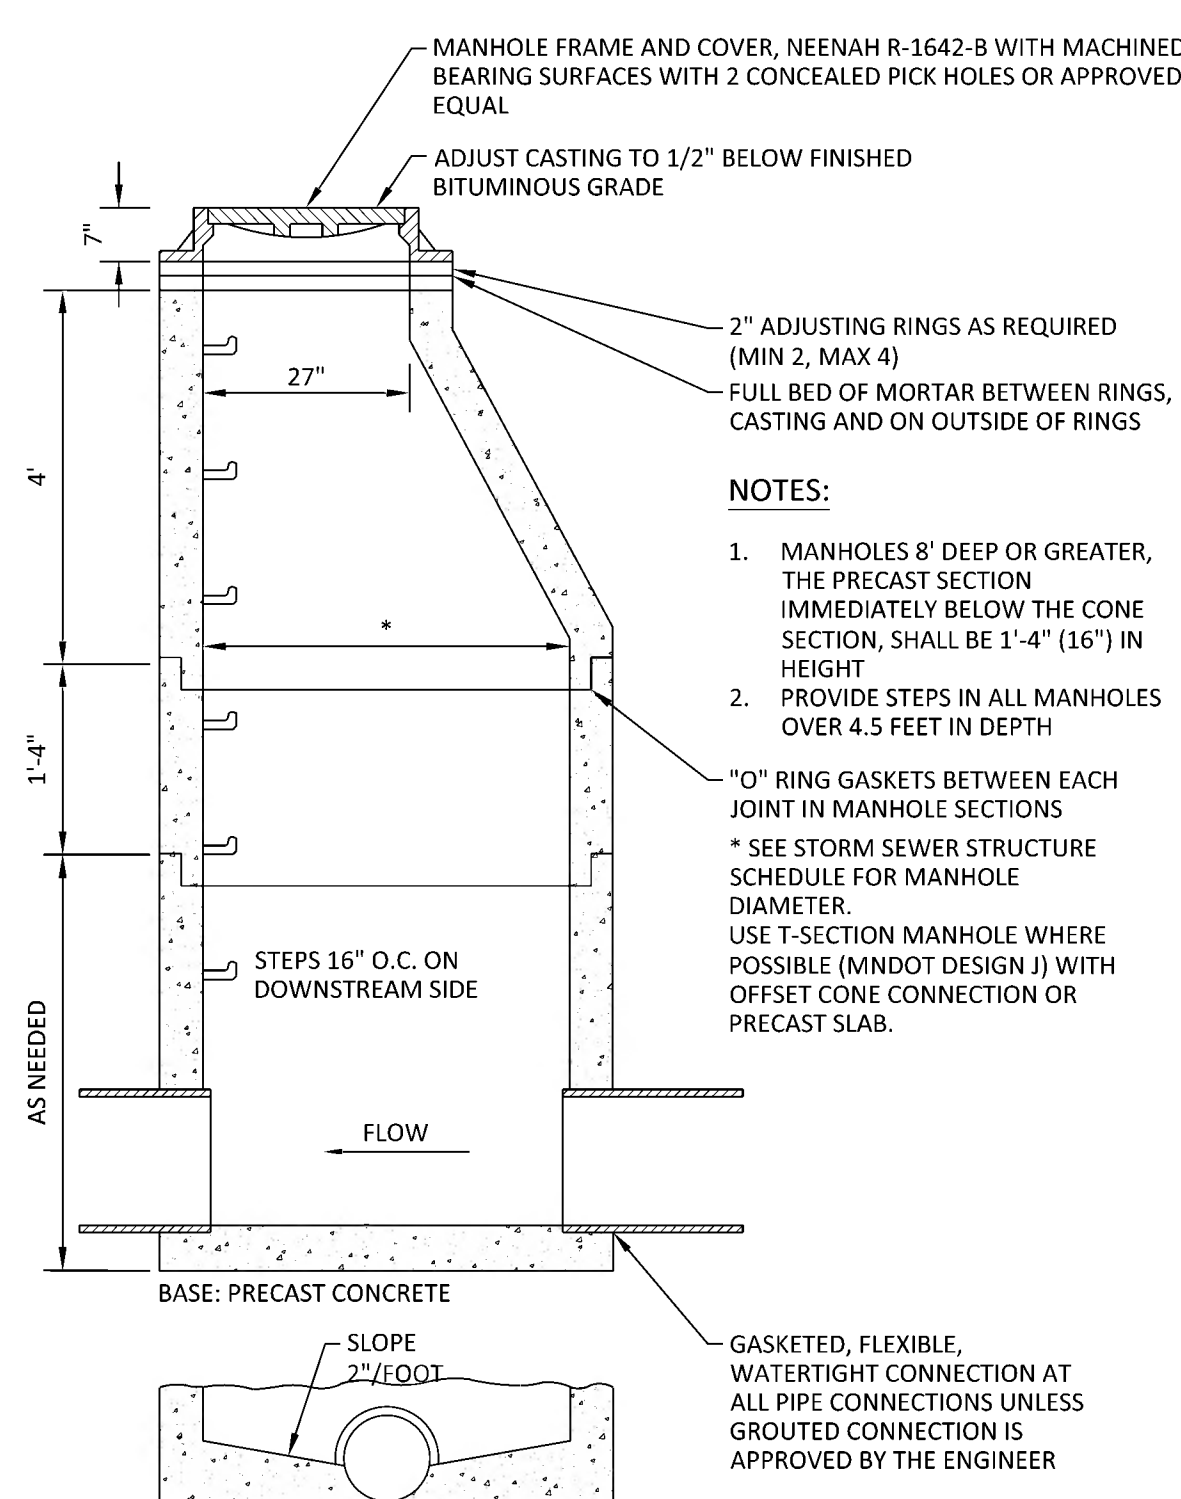 MANHOLE FRAME AND COVER, NEENAH R-1642-B WITH MACHINED
BEARING SURFACES WITH 2 CONCEALED PICK HOLES OR APPROVED
EQUAL
ADJUST CASTING TO 1/2" BELOW FINISHED
BITUMINOUS GRADE
7"
2" ADJUSTING RINGS AS REQUIRED
(MIN 2, MAX 4)
27"
FULL BED OF MORTAR BETWEEN RINGS,
CASTING AND ON OUTSIDE OF RINGS
4'
NOTES:
1. MANHOLES 8' DEEP OR GREATER,
THE PRECAST SECTION
IMMEDIATELY BELOW THE CONE
SECTION, SHALL BE 1'-4" (16") IN
HEIGHT
2. PROVIDE STEPS IN ALL MANHOLES
OVER 4.5 FEET IN DEPTH
*
1'-4"
"O" RING GASKETS BETWEEN EACH
JOINT IN MANHOLE SECTIONS
* SEE STORM SEWER STRUCTURE
SCHEDULE FOR MANHOLE
DIAMETER.
USE T-SECTION MANHOLE WHERE
POSSIBLE (MNDOT DESIGN J) WITH
OFFSET CONE CONNECTION OR
PRECAST SLAB.
STEPS 16" O.C. ON
DOWNSTREAM SIDE
AS NEEDED
FLOW
BASE: PRECAST CONCRETE
SLOPE
2"/FOOT
GASKETED, FLEXIBLE,
WATERTIGHT CONNECTION AT
ALL PIPE CONNECTIONS UNLESS
GROUTED CONNECTION IS
APPROVED BY THE ENGINEER